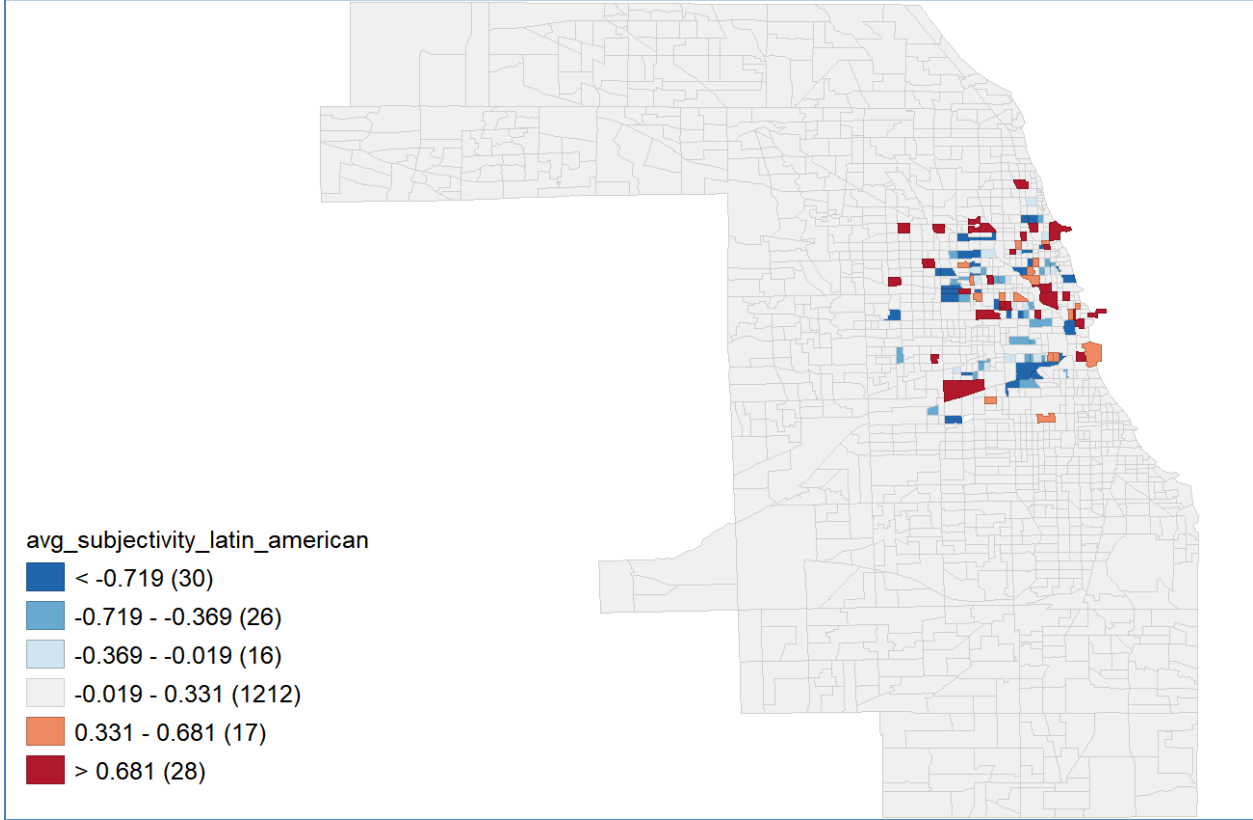 avg_subjectivity_latin_american
< -0.719 (30)
-0.719 - -0.369 (26)
-0.369 - -0.019 (16)
-0.019 - 0.331 (1212)
0.331 - 0.681 (17)
> 0.681 (28)